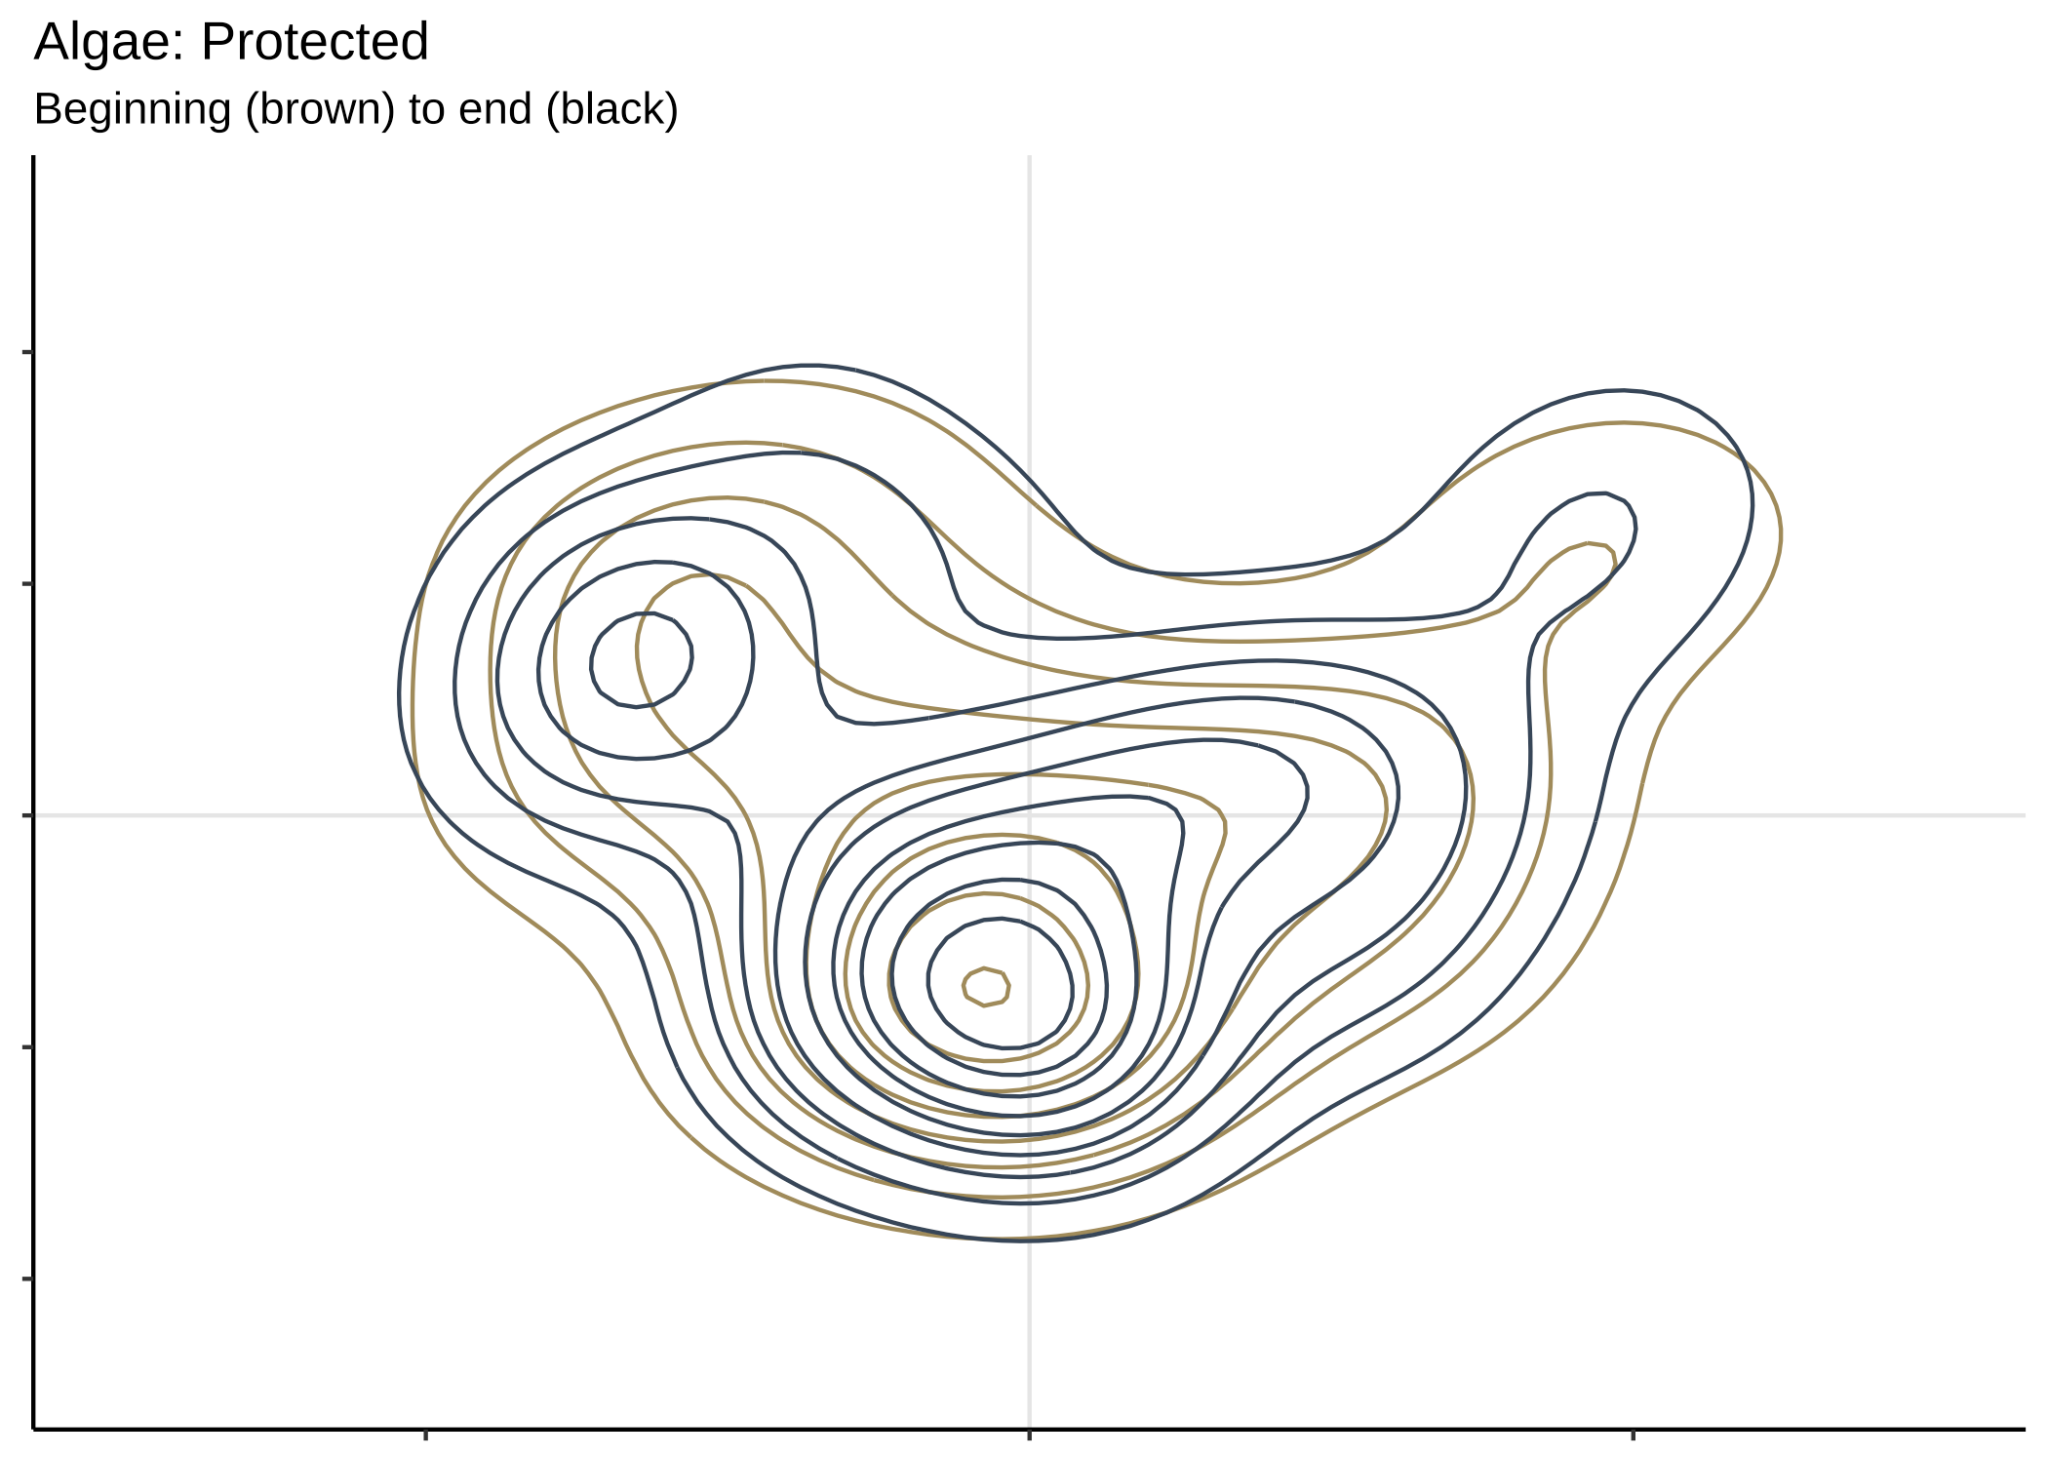 Algae: Protected
Beginning (brown) to end (black)